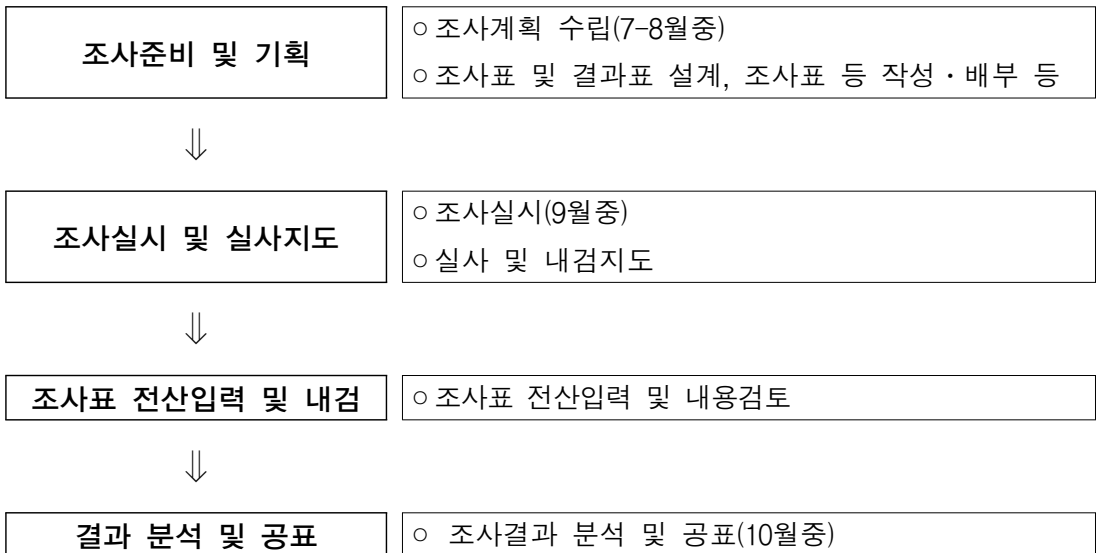 조사준비 및 기획
○ 조사계획 수립(7-8월중)
○ 조사표 및 결과표 설계, 조사표 등 작성・배부 등
⇓
조사실시 및 실사지도
○ 조사실시(9월중)
○ 실사 및 내검지도
⇓
조사표 전산입력 및 내검
○ 조사표 전산입력 및 내용검토
⇓
결과 분석 및 공표
○ 조사결과 분석 및 공표(10월중)